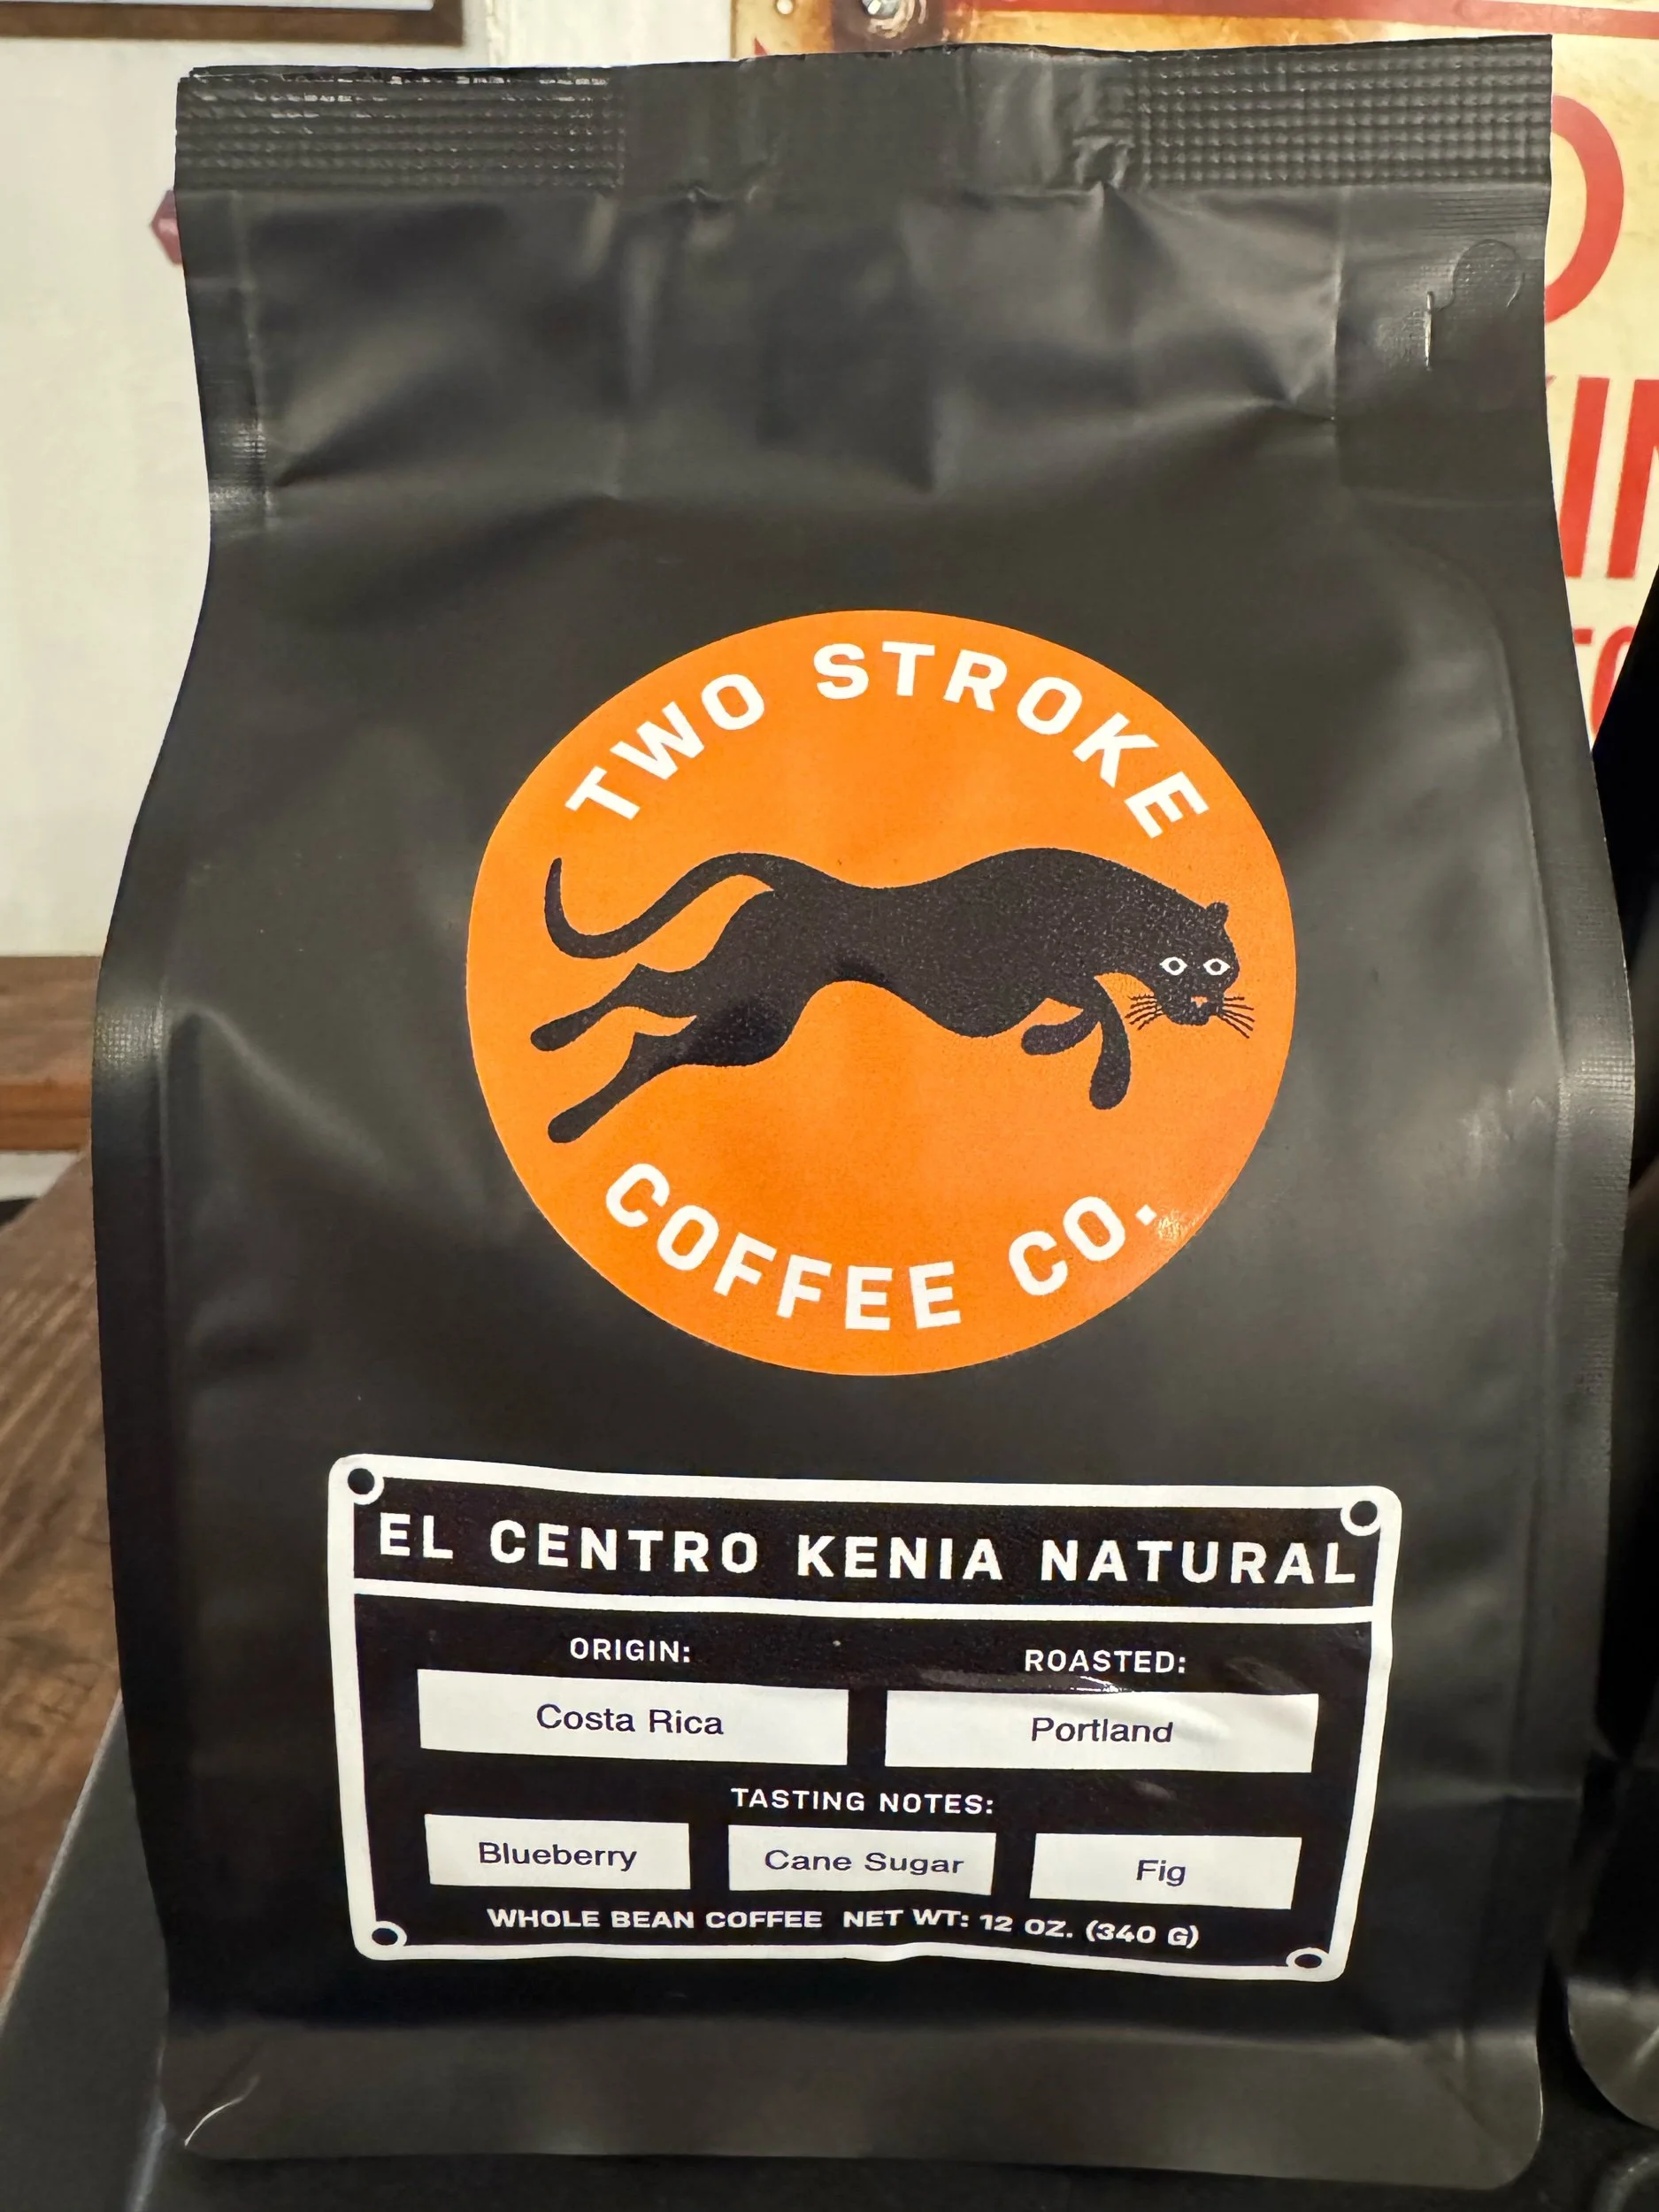 TWO STROKE
COFFEE CO.
EL CENTRO KENIA NATURAL
ORIGIN:
ROASTED:
Costa Rica
Portland
TASTING NOTES:
Blueberry
Cane Sugar
Fig
WHOLE BEAN COFFEE NET WT: 12 OZ. (340 G)